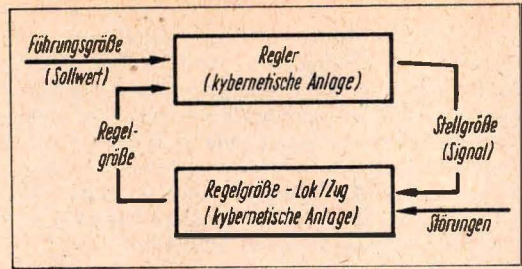 Führungsgröße
(Sollwert)
Regler
(kybernetische Anlage)
Regel-
größe
Stellgröße
(Signal)
Regelgröße - Lok/Zug
(kybernetische Anlage)
Störungen